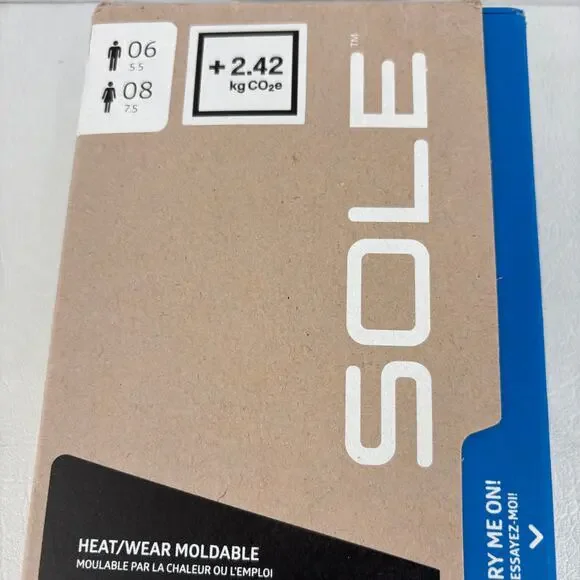 06
5.5
08
7.5
+ 2.42
kg CO₂e
SOLE™
HEAT/WEAR MOLDABLE
MOULABLE PAR LA CHALEUR OU L'EMPLOI
RY ME ON!
ESSAYEZ-MOI!